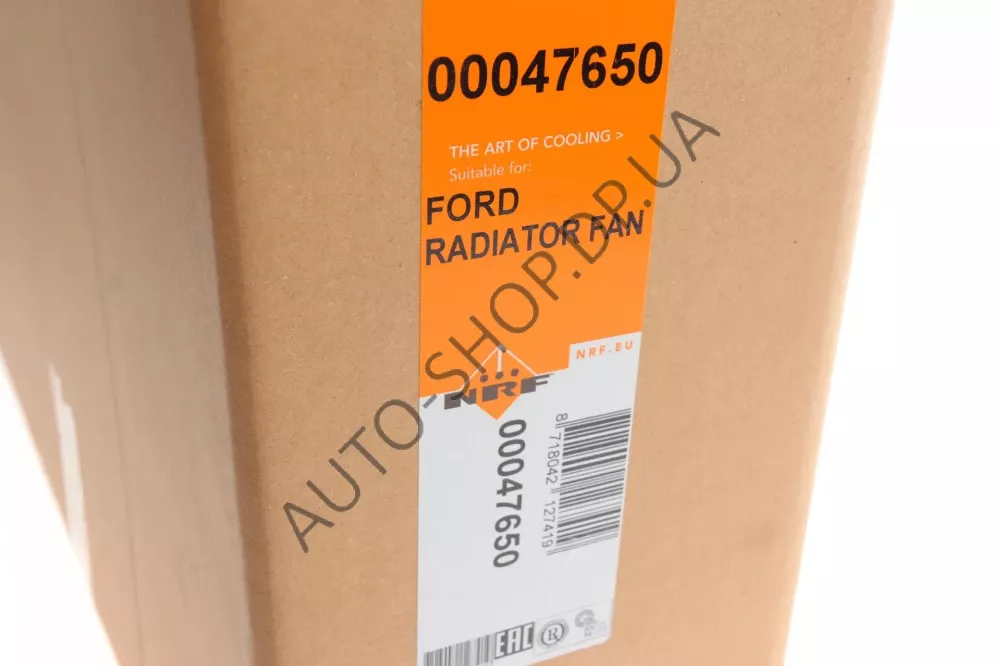 00047650
THE ART OF COOLING >
Suitable for:
FORD
RADIATOR FAN
NRF.EU
NRF
00047650
8 718042 127419
EAC
AUTO-SHOP.DP.UA